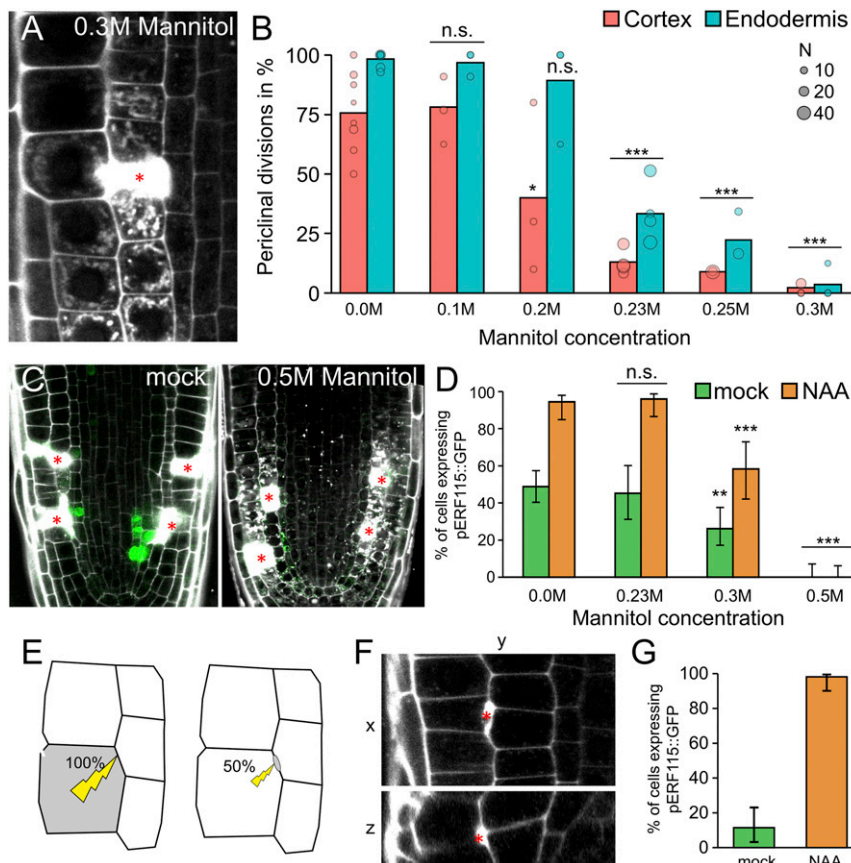 A
0.3M Mannitol
B
Cortex
Endodermis
Periclinal divisions in %
100
75
50
25
0
n.s.
*
n.s.
***
***
***
N
10
20
40
0.0M
0.1M
0.2M
0.23M
0.25M
0.3M
Mannitol concentration
*
C
mock
0.5M Mannitol
*
*
*
*
*
*
*
*
D
mock
NAA
% of cells expressing
pERF115::GFP
100
80
60
40
20
0
n.s.
**
***
***
0.0M
0.23M
0.3M
0.5M
Mannitol concentration
E
100%
50%
F
y
x
z
*
*
G
% of cells expressing
pERF115::GFP
100
80
60
40
20
0
mock
NAA